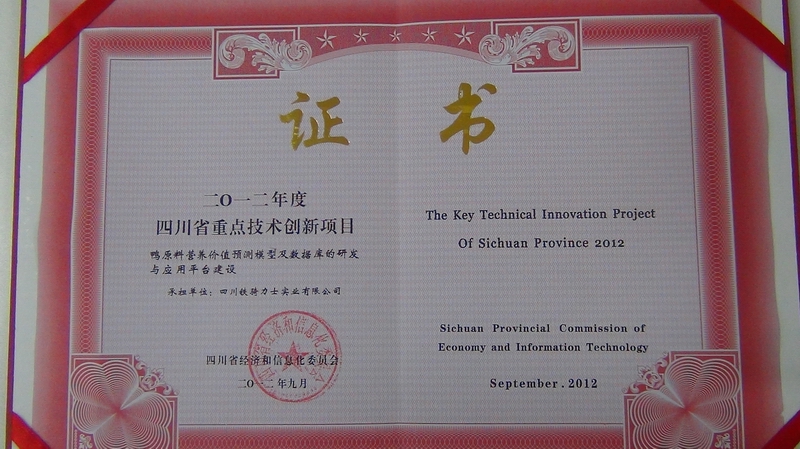 证书
二〇一二年度
四川省重点技术创新项目
鸭原料营养价值预测模型及数据库的研发
与应用平台建设
承担单位：四川铁骑力士实业有限公司
四川省经济和信息化委员会
二〇一二年九月
The Key Technical Innovation Project
Of Sichuan Province 2012
Sichuan Provincial Commission of
Economy and Information Technology
September . 2012